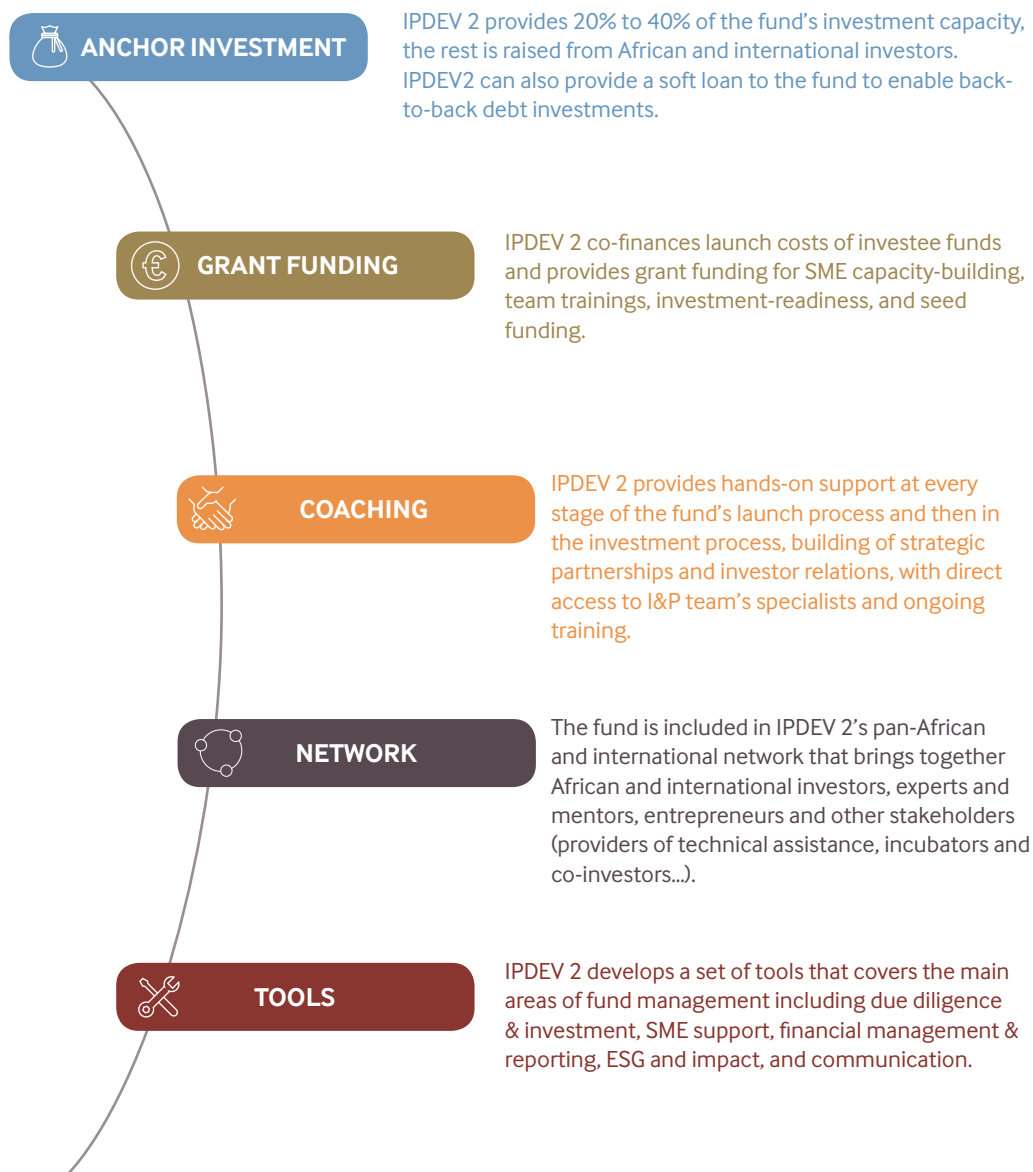 ANCHOR INVESTMENT
IPDEV 2 provides 20% to 40% of the fund's investment capacity,
the rest is raised from African and international investors.
IPDEV2 can also provide a soft loan to the fund to enable back-
to-back debt investments.
GRANT FUNDING
IPDEV 2 co-finances launch costs of investee funds
and provides grant funding for SME capacity-building,
team trainings, investment-readiness, and seed
funding.
COACHING
IPDEV 2 provides hands-on support at every
stage of the fund's launch process and then in
the investment process, building of strategic
partnerships and investor relations, with direct
access to I&P team's specialists and ongoing
training.
NETWORK
The fund is included in IPDEV 2's pan-African
and international network that brings together
African and international investors, experts and
mentors, entrepreneurs and other stakeholders
(providers of technical assistance, incubators and
co-investors...).
TOOLS
IPDEV 2 develops a set of tools that covers the main
areas of fund management including due diligence
& investment, SME support, financial management &
reporting, ESG and impact, and communication.